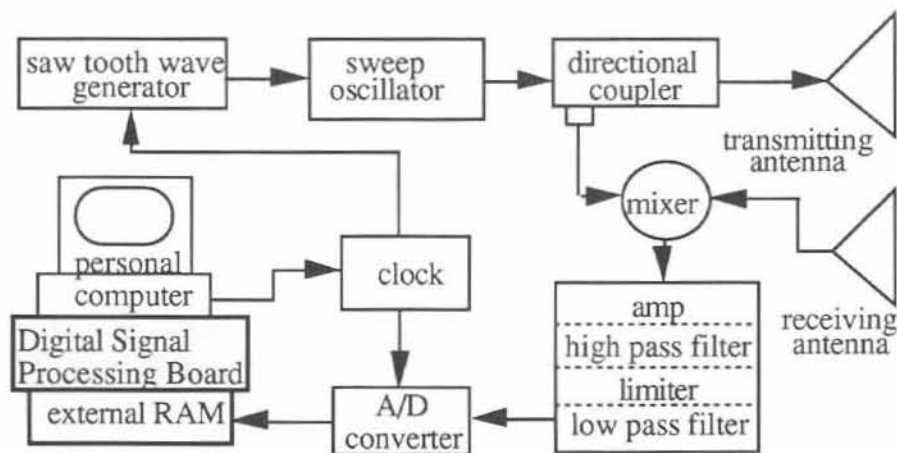 saw tooth wave
generator
sweep
oscillator
directional
coupler
transmitting
antenna
mixer
personal
computer
clock
Digital Signal
Processing Board
external RAM
A/D
converter
amp
high pass filter
limiter
low pass filter
receiving
antenna